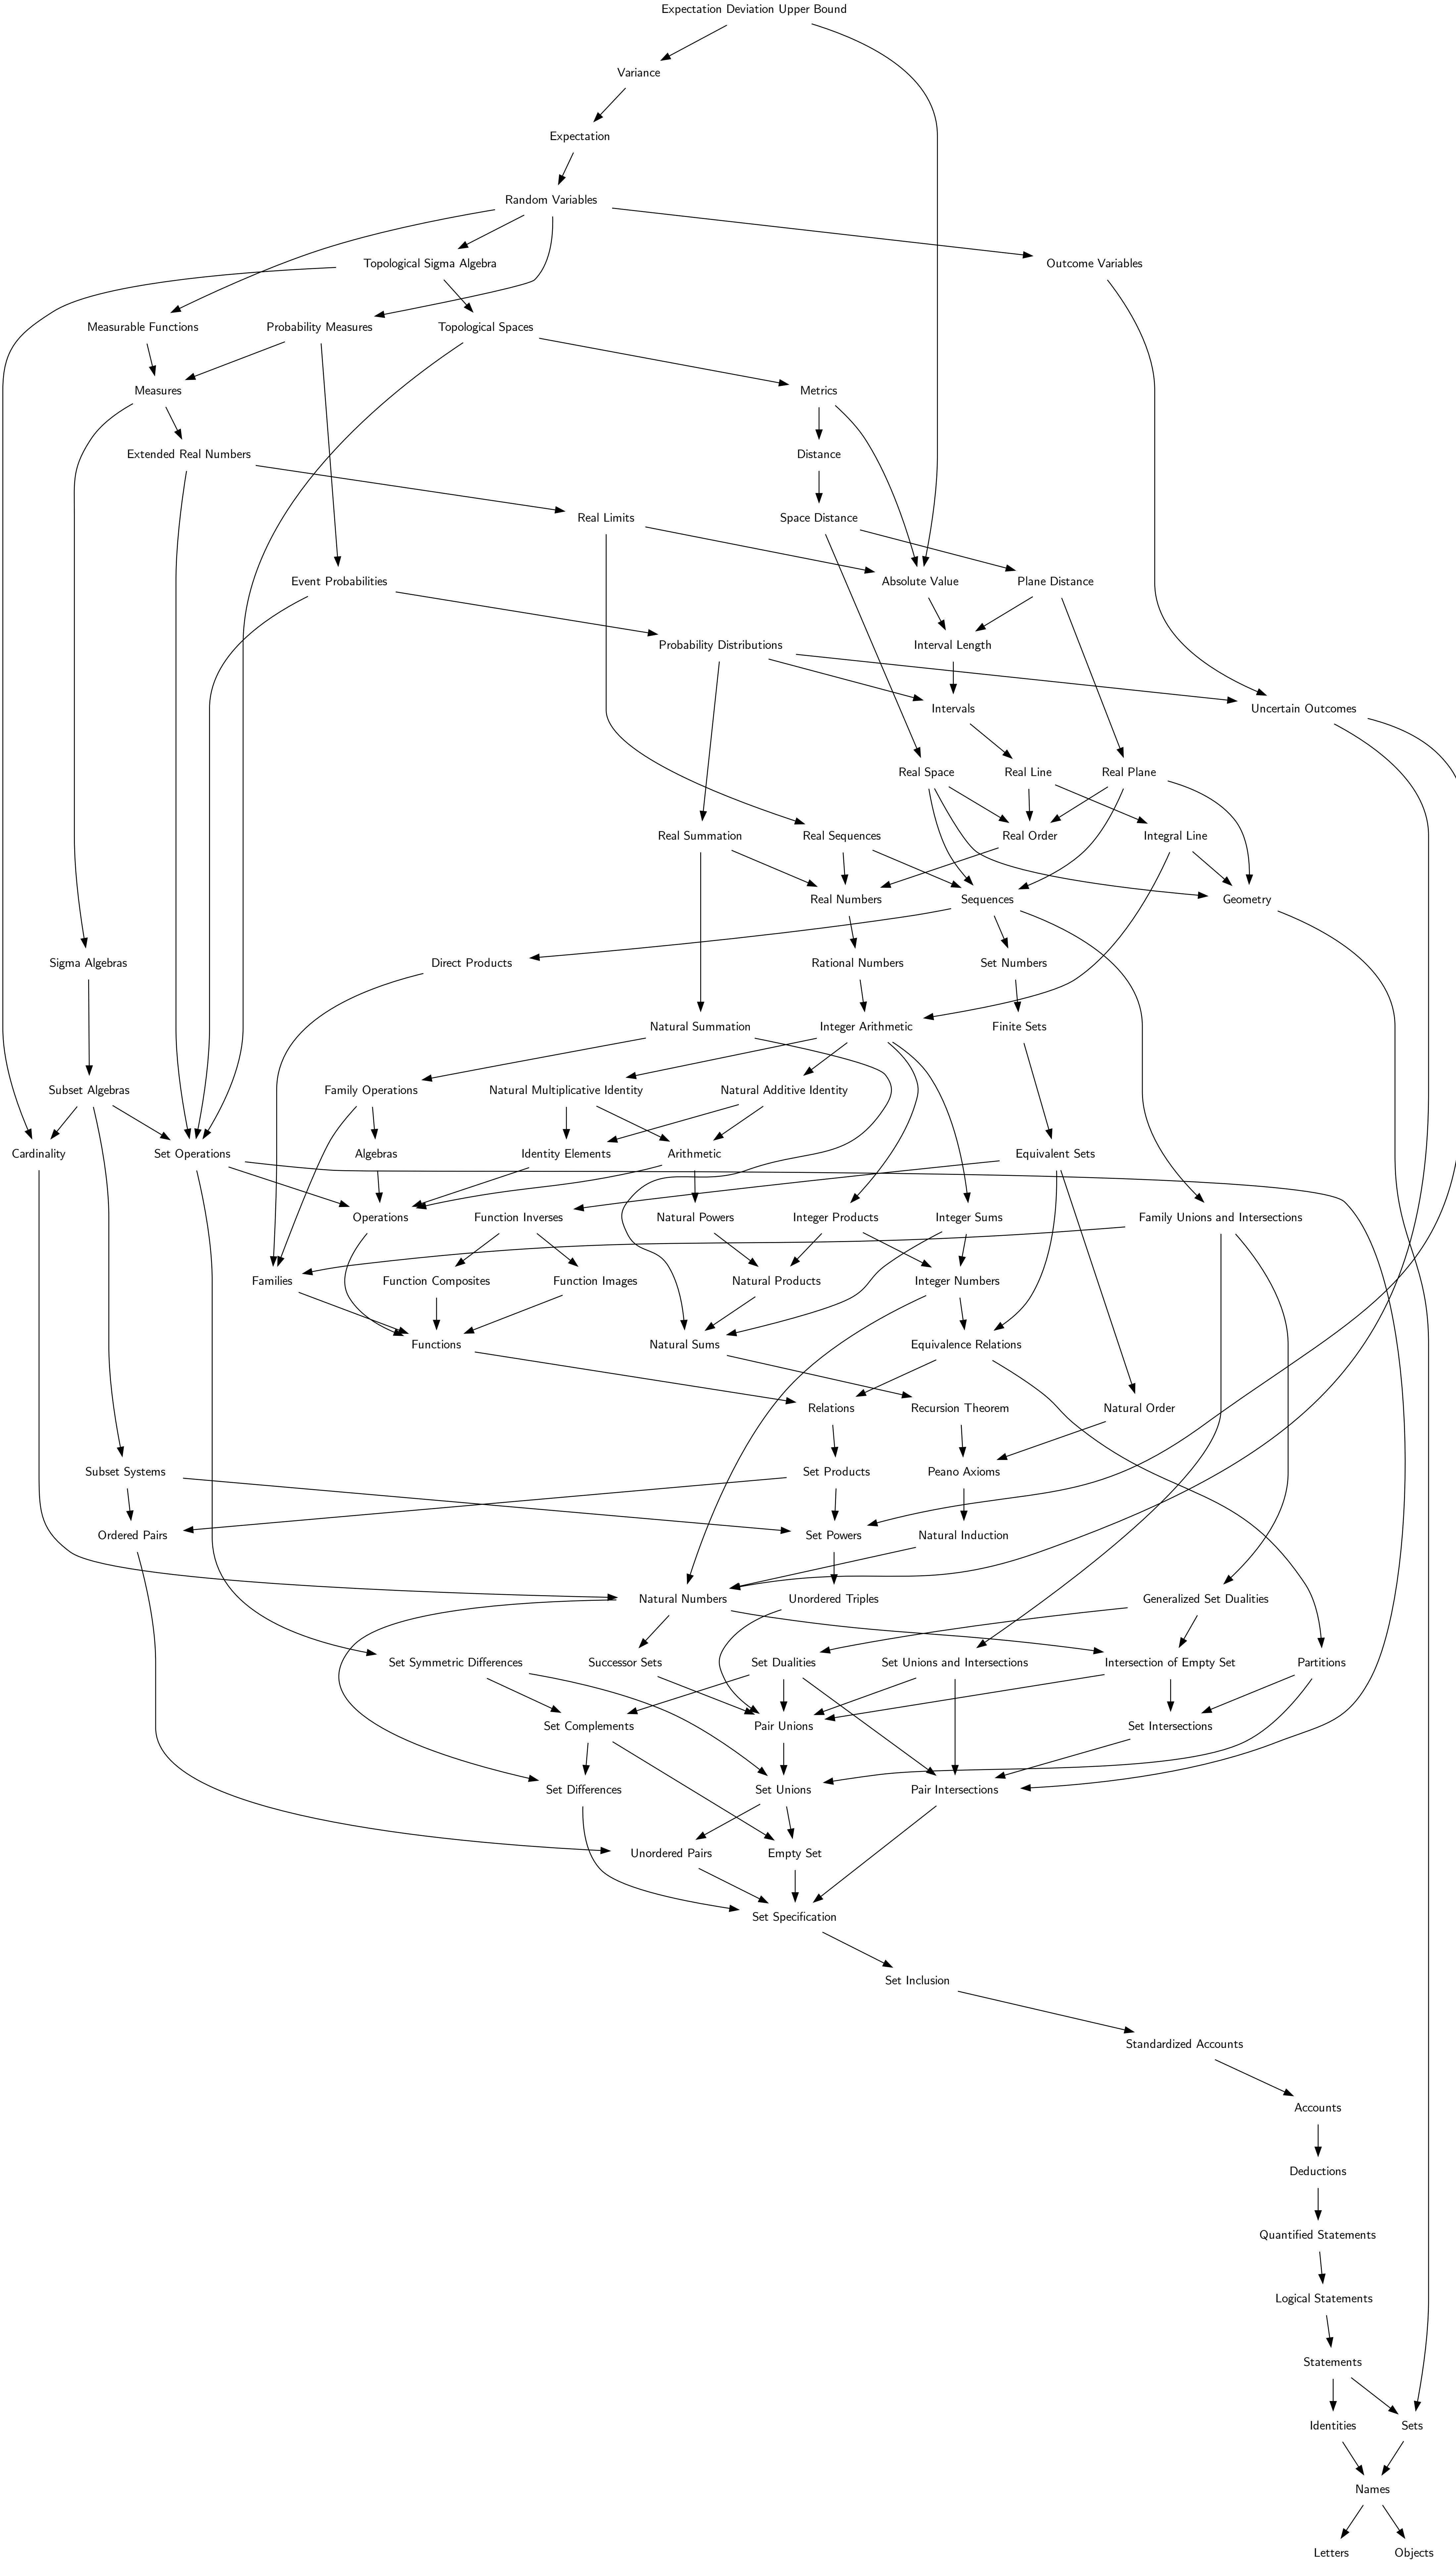 Expectation Deviation Upper Bound
Variance
Expectation
Random Variables
Topological Sigma Algebra
Outcome Variables
Measurable Functions
Probability Measures
Topological Spaces
Measures
Metrics
Extended Real Numbers
Distance
Real Limits
Space Distance
Event Probabilities
Absolute Value
Plane Distance
Probability Distributions
Interval Length
Intervals
Uncertain Outcomes
Real Space
Real Line
Real Plane
Real Summation
Real Sequences
Real Order
Integral Line
Real Numbers
Sequences
Geometry
Sigma Algebras
Direct Products
Rational Numbers
Set Numbers
Natural Summation
Integer Arithmetic
Finite Sets
Subset Algebras
Family Operations
Natural Multiplicative Identity
Natural Additive Identity
Cardinality
Set Operations
Algebras
Identity Elements
Arithmetic
Equivalent Sets
Operations
Function Inverses
Natural Powers
Integer Products
Integer Sums
Family Unions and Intersections
Families
Function Composites
Function Images
Natural Products
Integer Numbers
Functions
Natural Sums
Equivalence Relations
Relations
Recursion Theorem
Natural Order
Subset Systems
Set Products
Peano Axioms
Ordered Pairs
Set Powers
Natural Induction
Natural Numbers
Unordered Triples
Generalized Set Dualities
Set Symmetric Differences
Successor Sets
Set Dualities
Set Unions and Intersections
Intersection of Empty Set
Partitions
Set Complements
Pair Unions
Set Intersections
Set Differences
Set Unions
Pair Intersections
Unordered Pairs
Empty Set
Set Specification
Set Inclusion
Standardized Accounts
Accounts
Deductions
Quantified Statements
Logical Statements
Statements
Identities
Sets
Names
Letters
Objects